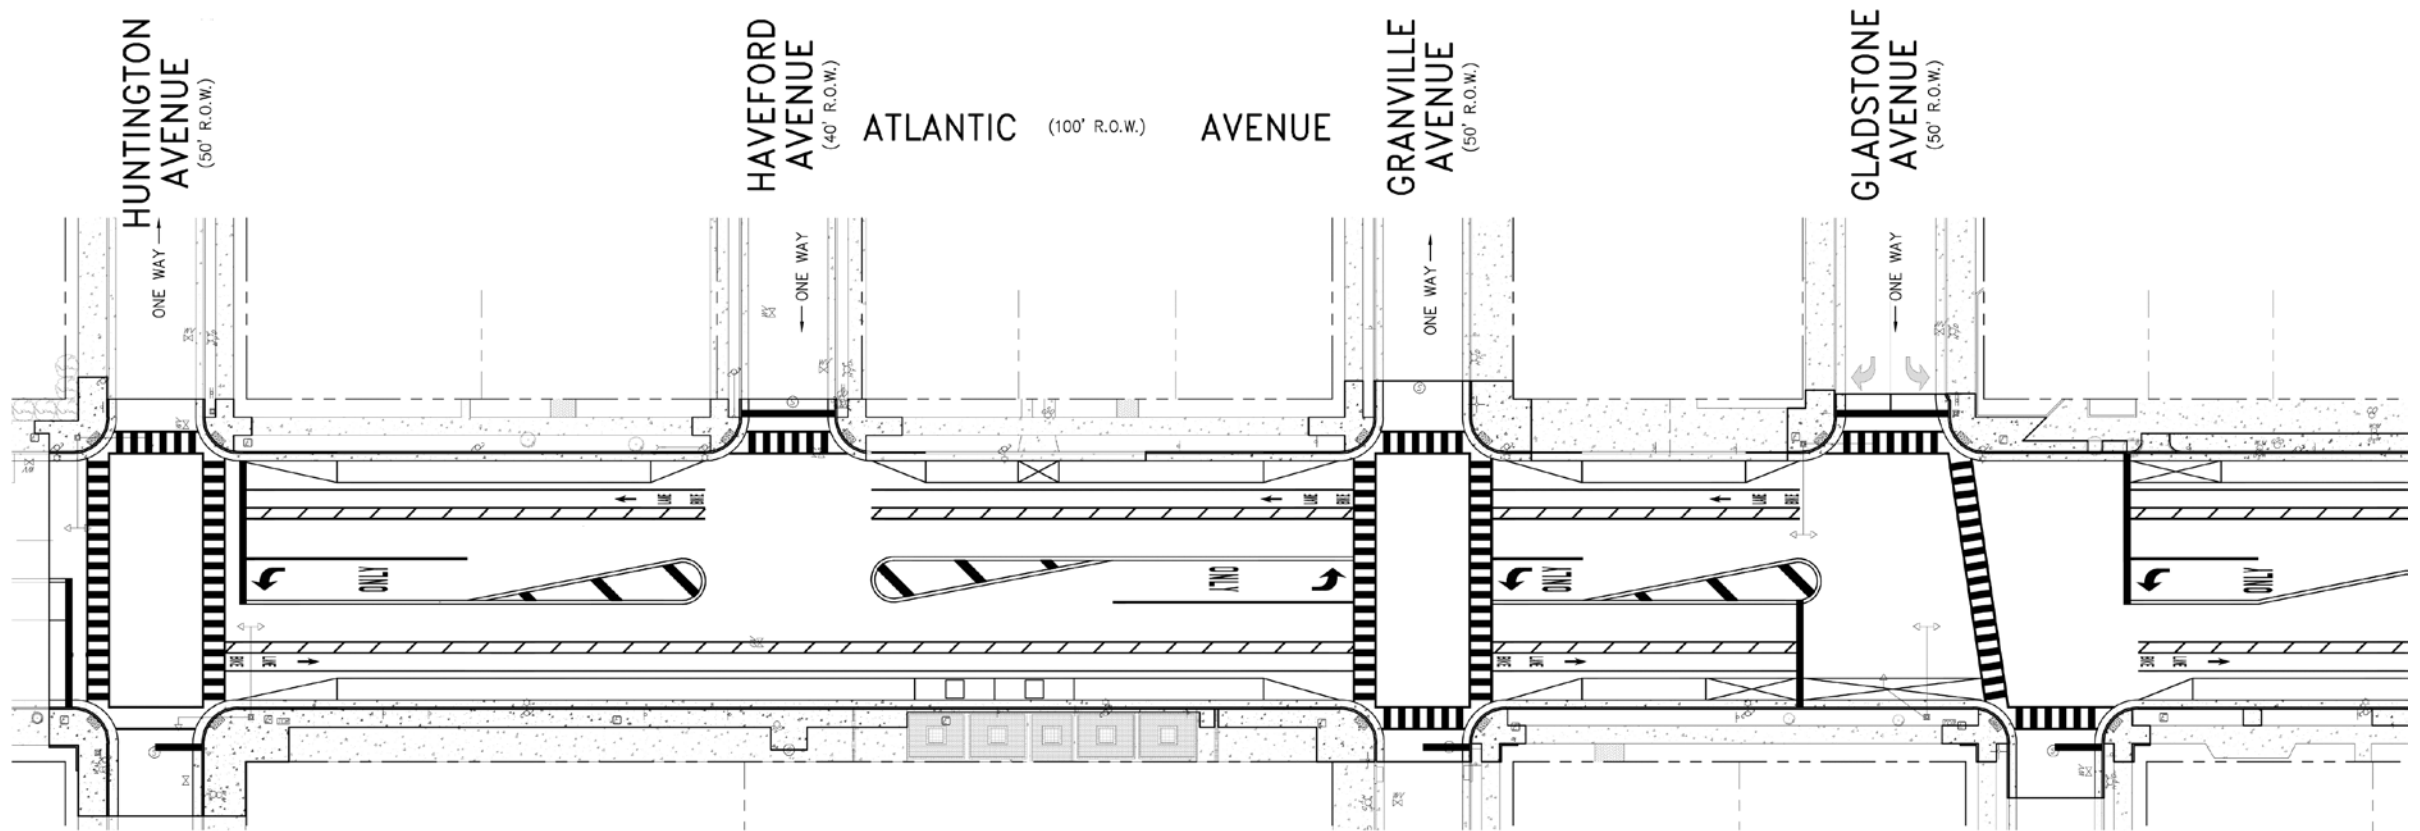 HUNTINGTON
AVENUE
(50' R.O.W.)
HAVEFORD
AVENUE
(40' R.O.W.)
ATLANTIC (100' R.O.W.) AVENUE
GRANVILLE
AVENUE
(50' R.O.W.)
GLADSTONE
AVENUE
(50' R.O.W.)
ONE WAY
ONE WAY
ONE WAY
ONE WAY
LANE BIKE
LANE BIKE
LANE BIKE
ONLY
ONLY
ONLY
ONLY
BIKE LANE
BIKE LANE
BIKE LANE